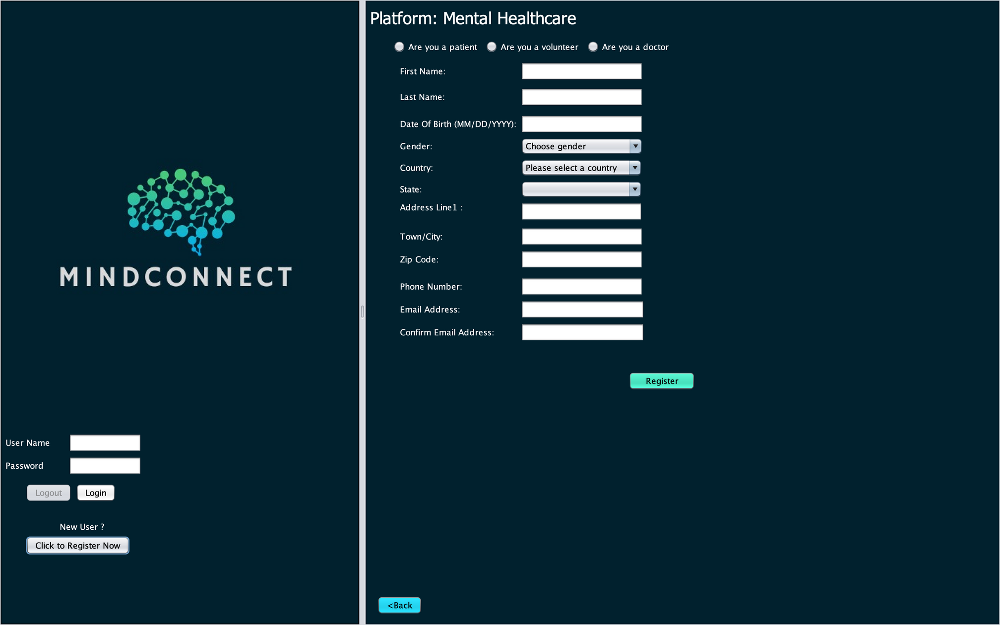 MINDCONNECT
User Name
Password
Logout Login
New User ?
Click to Register Now
Platform: Mental Healthcare
Are you a patient Are you a volunteer Are you a doctor
First Name:
Last Name:
Date Of Birth (MM/DD/YYYY):
Gender: Choose gender
Country: Please select a country
State:
Address Line1 :
Town/City:
Zip Code:
Phone Number:
Email Address:
Confirm Email Address:
Register
<Back